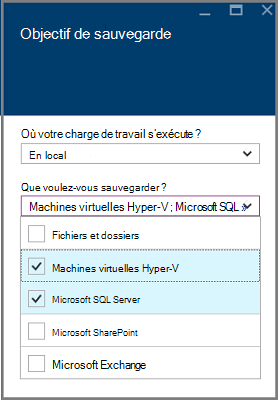 Objectif de sauvegarde
Où votre charge de travail s'exécute ?
En local
Que voulez-vous sauvegarder ?
Machines virtuelles Hyper-V ; Microsoft SQL
Fichiers et dossiers
Machines virtuelles Hyper-V
Microsoft SQL Server
Microsoft SharePoint
Microsoft Exchange